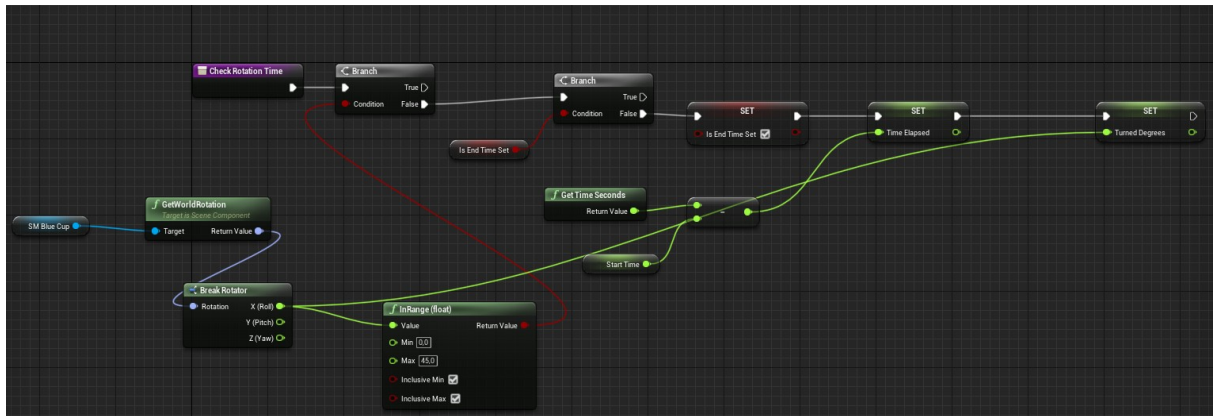 Check Rotation Time
Branch
True
Condition False
Branch
True
Condition False
SET
Is End Time Set
SET
Time Elapsed
SET
Turned Degrees
Is End Time Set
f GetWorldRotation
Target is Scene Component
Target Return Value
SM Blue Cup
f Get Time Seconds
Return Value
-
Start Time
Break Rotator
Rotation X (Roll)
Y (Pitch)
Z (Yaw)
f InRange (float)
Value Return Value
Min 0,0
Max 45,0
Inclusive Min
Inclusive Max